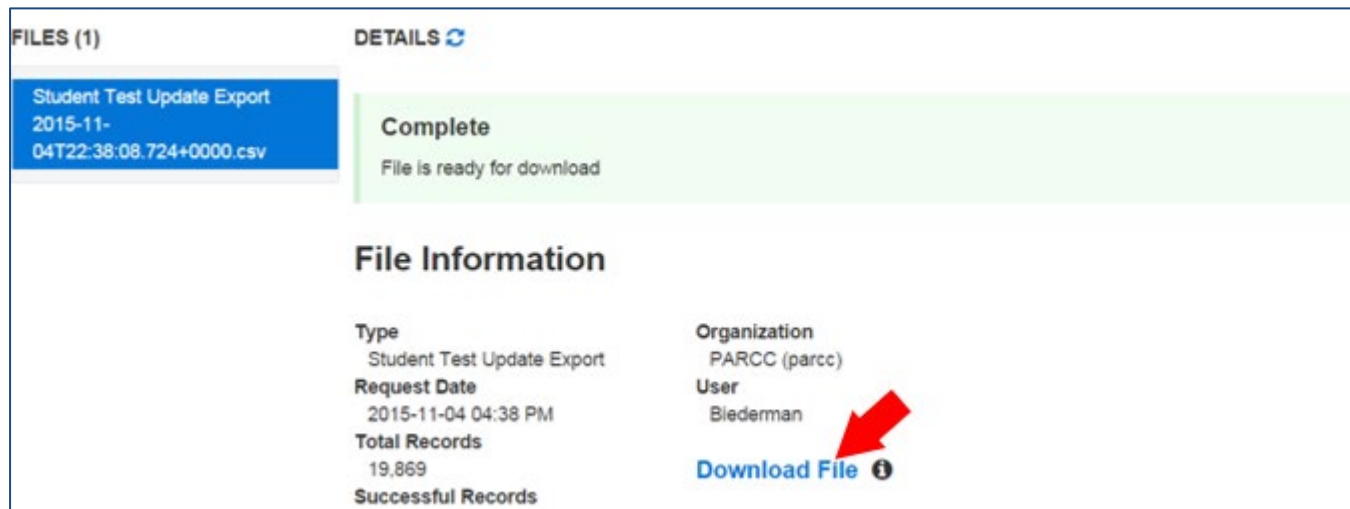 FILES (1)
Student Test Update Export
2015-11-
04T22:38:08.724+0000.csv
DETAILS
Complete
File is ready for download
File Information
Type
Student Test Update Export
Request Date
2015-11-04 04:38 PM
Total Records
19,869
Successful Records
Organization
PARCC (parcc)
User
Biederman
Download File